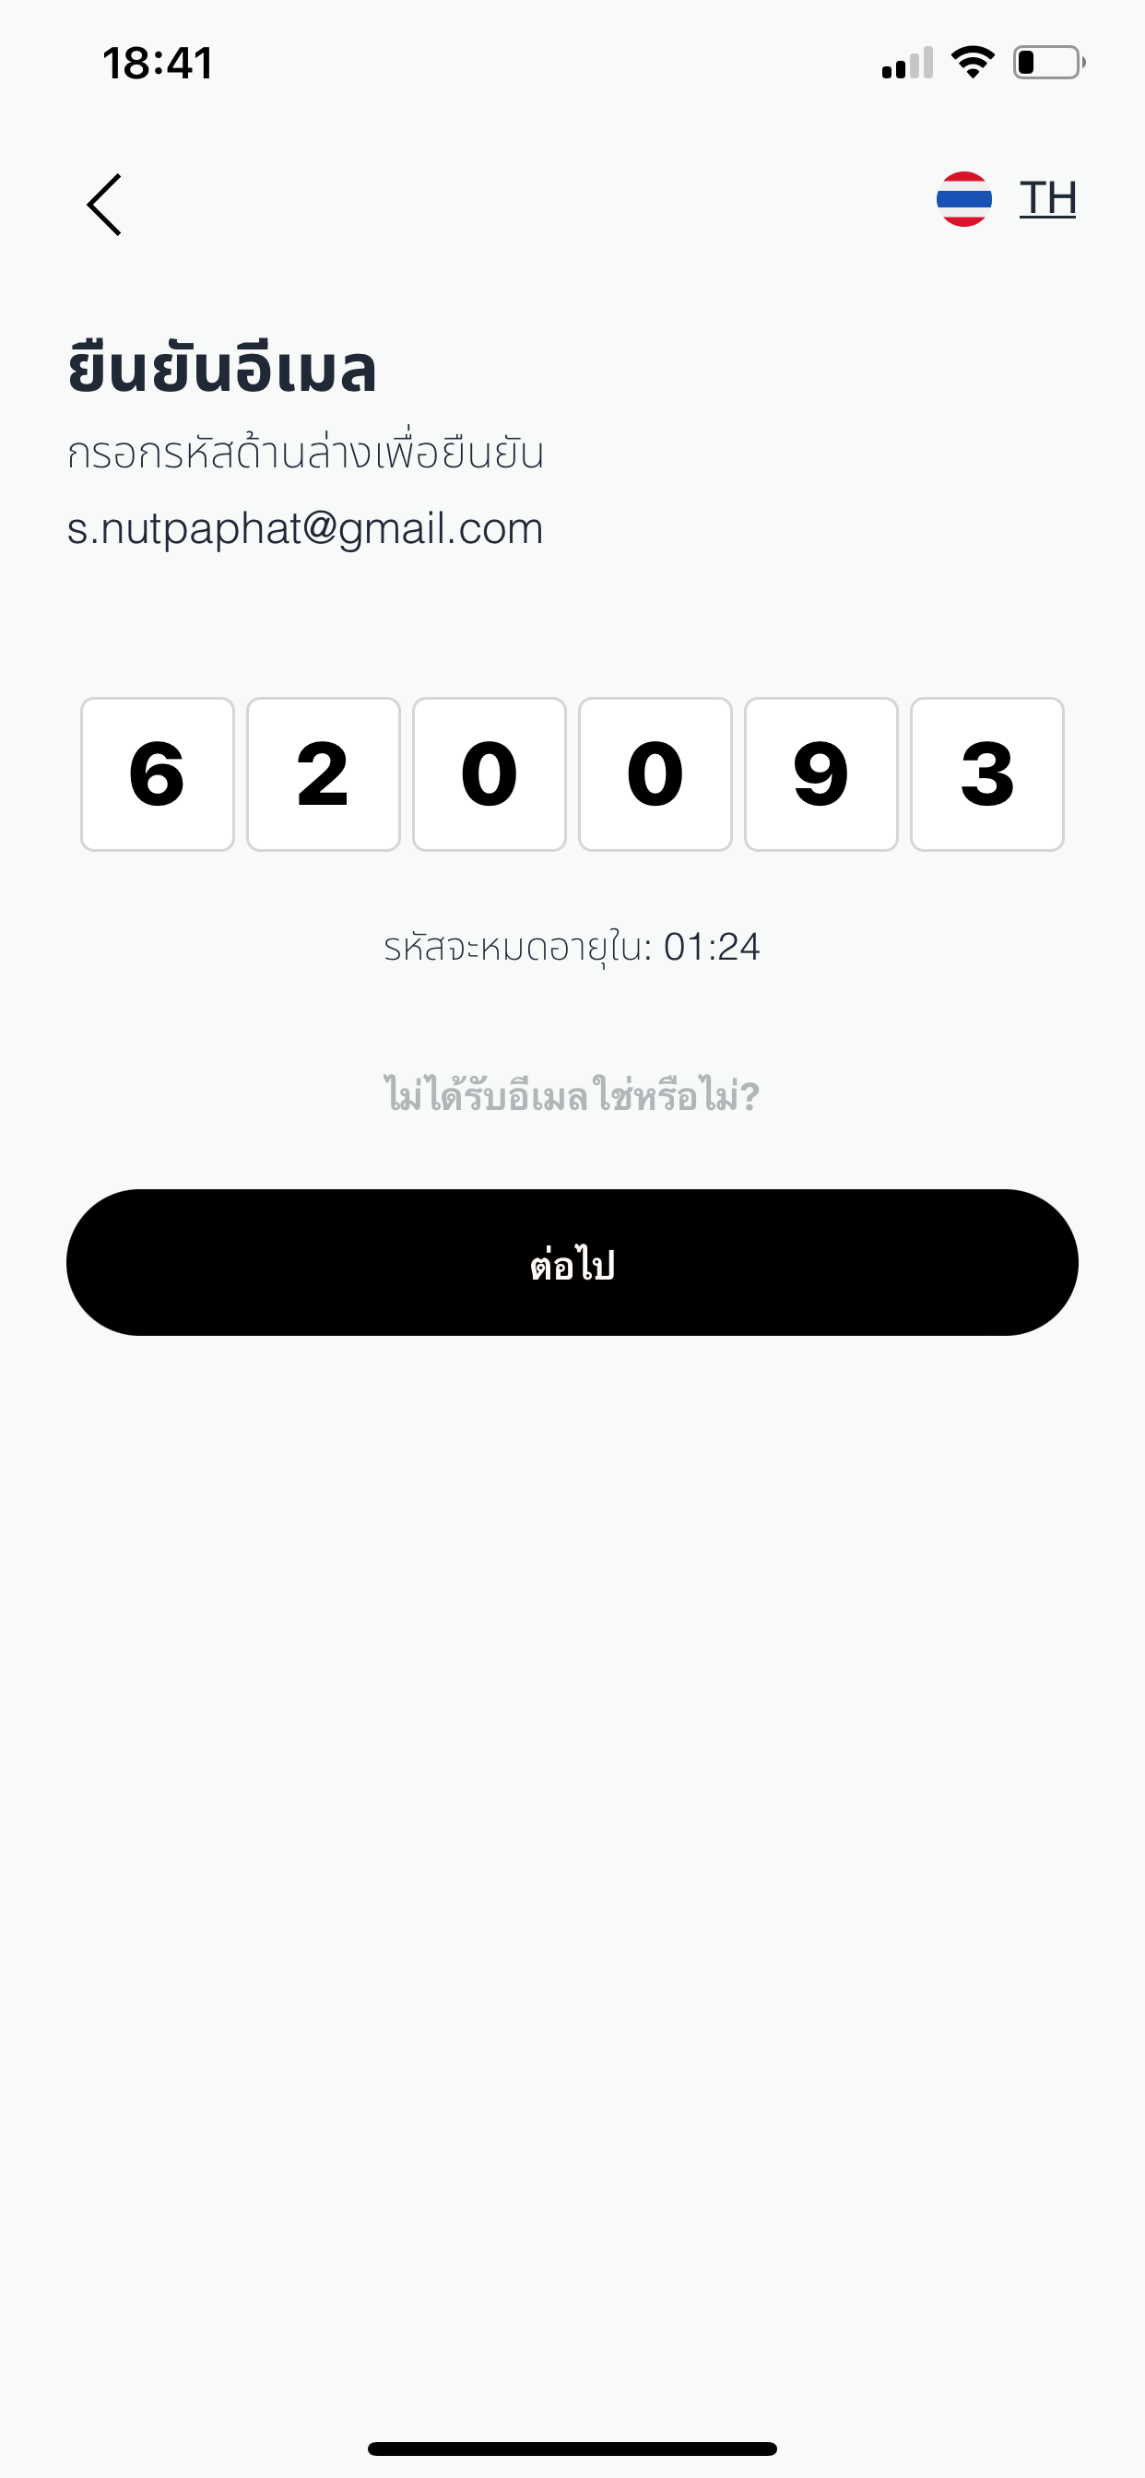 18:41
TH
ยืนยันอีเมล
กรอกรหัสด้านล่างเพื่อยืนยัน
s.nutpaphat@gmail.com
6 2 0 0 9 3
รหัสจะหมดอายุใน: 01:24
ไม่ได้รับอีเมล ใช่หรือไม่?
ต่อไป